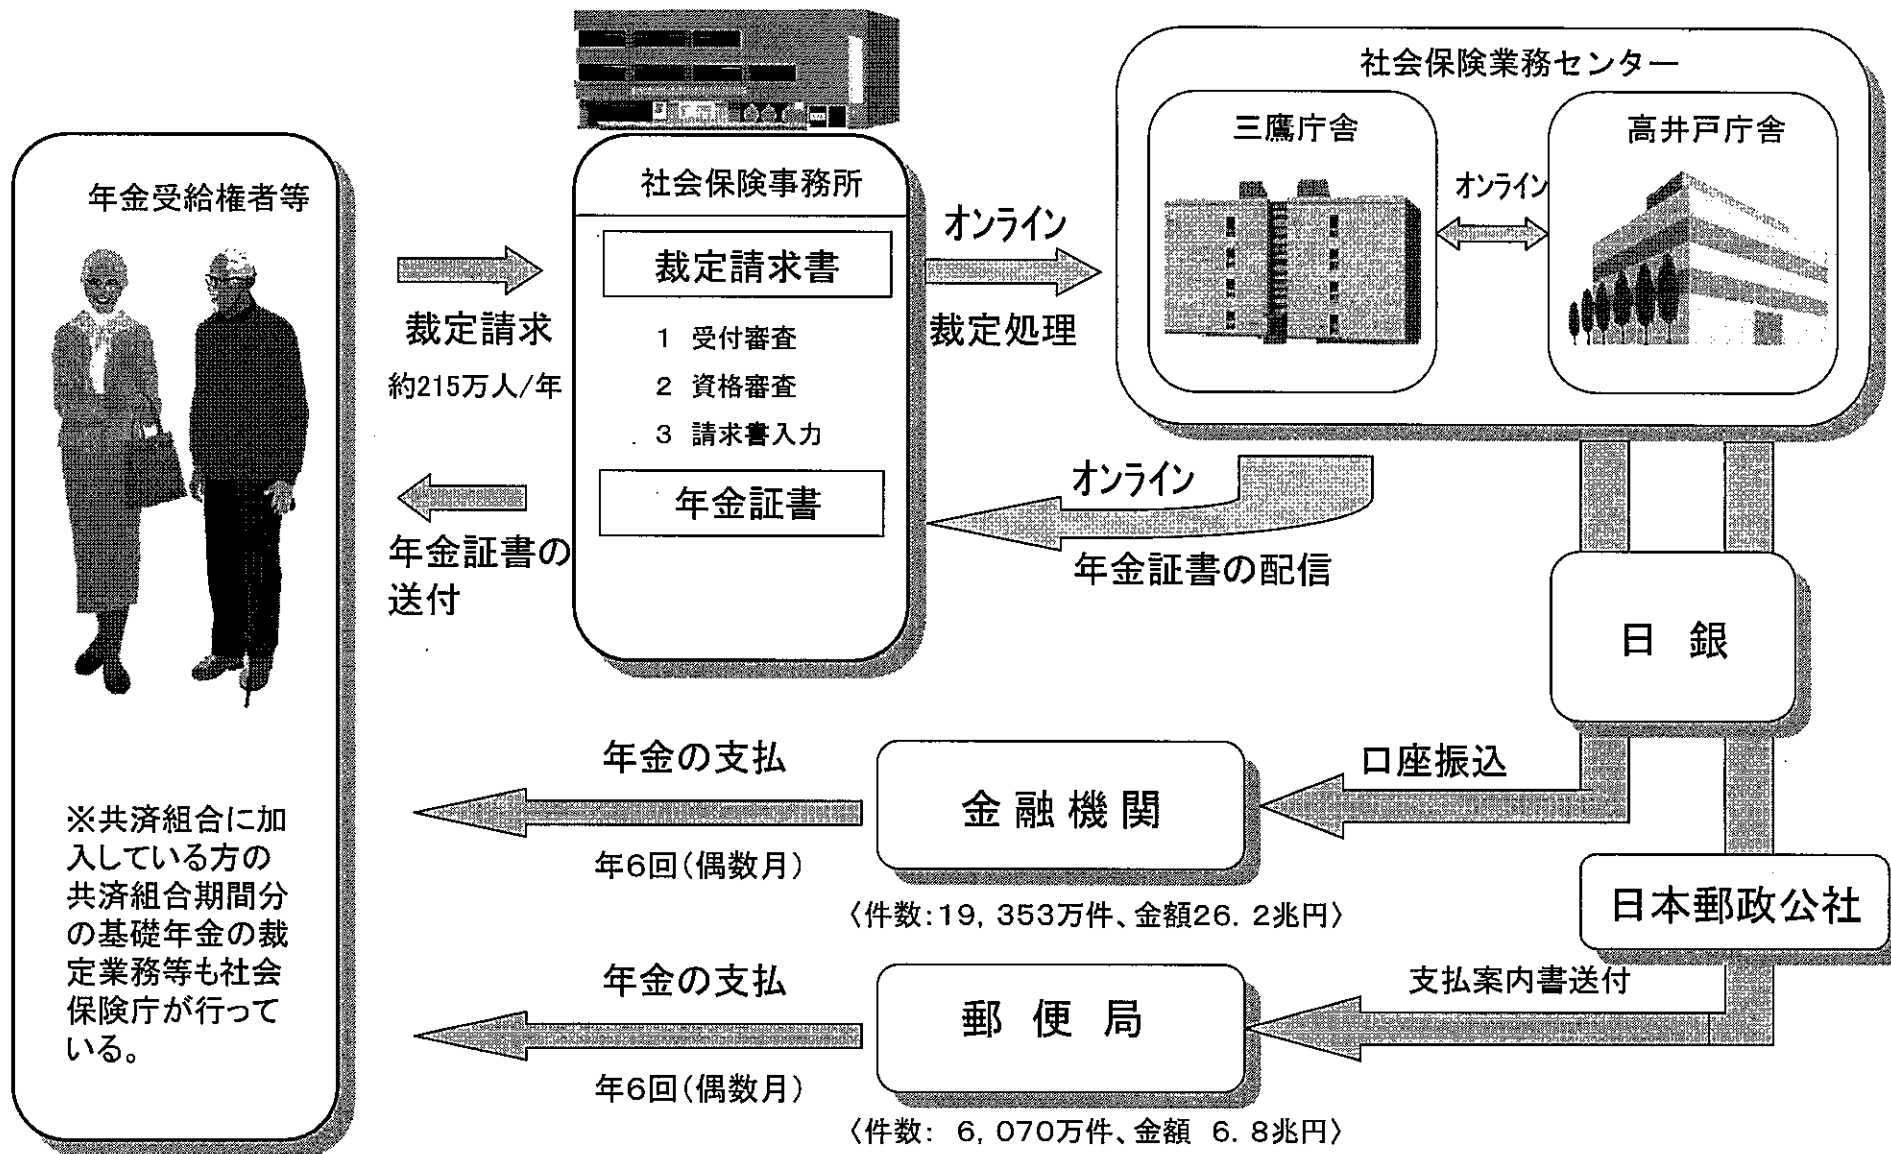 年金受給権者等
※共済組合に加
入している方の
共済組合期間分
の基礎年金の裁
定業務等も社会
保険庁が行って
いる。
裁定請求
約215万人/年
年金証書の
送付
社会保険事務所
裁定請求書
1 受付審査
2 資格審査
3 請求書入力
年金証書
オンライン
裁定処理
オンライン
年金証書の配信
社会保険業務センター
三鷹庁舎
オンライン
高井戸庁舎
日 銀
口座振込
金 融 機 関
年金の支払
年6回(偶数月)
〈件数:19, 353万件、金額26. 2兆円〉
日本郵政公社
支払案内書送付
郵 便 局
年金の支払
年6回(偶数月)
〈件数: 6, 070万件、金額 6. 8兆円〉